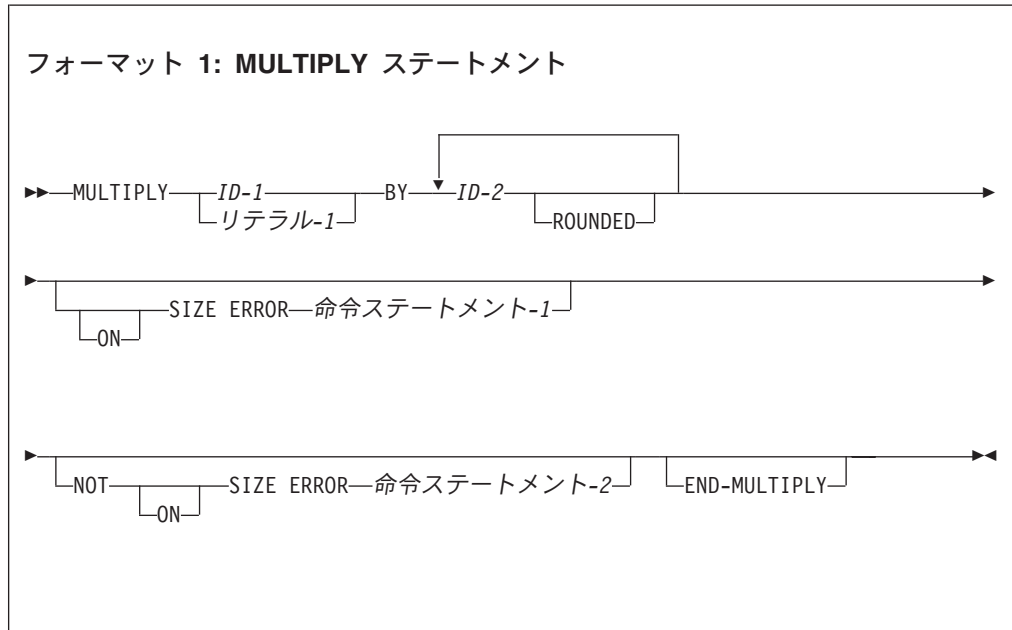 フォーマット 1: MULTIPLY ステートメント
MULTIPLY ID-1 BY ID-2
リテラル-1 ROUNDED
SIZE ERROR 命令ステートメント-1
ON
NOT SIZE ERROR 命令ステートメント-2 END-MULTIPLY
ON